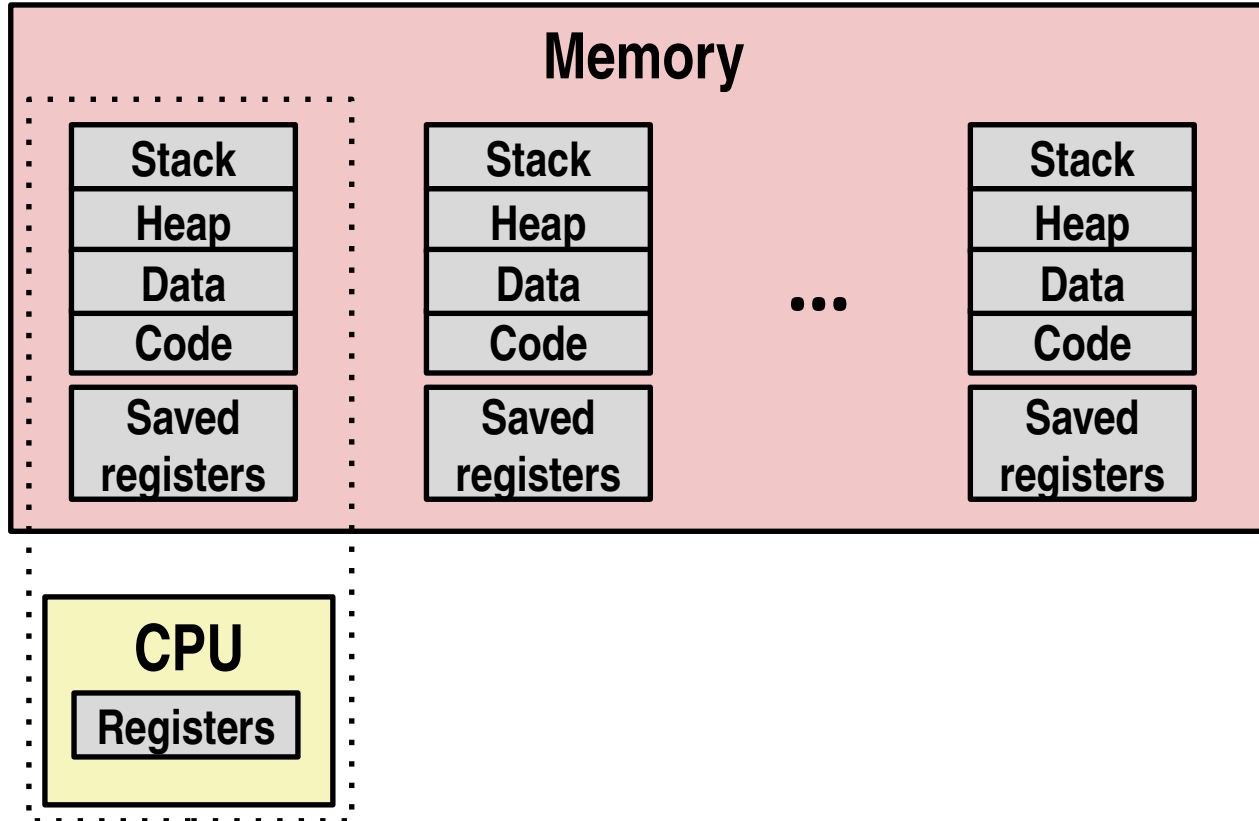 Memory
Stack
Heap
Data
Code
Saved
registers
Stack
Heap
Data
Code
Saved
registers
...
Stack
Heap
Data
Code
Saved
registers
CPU
Registers